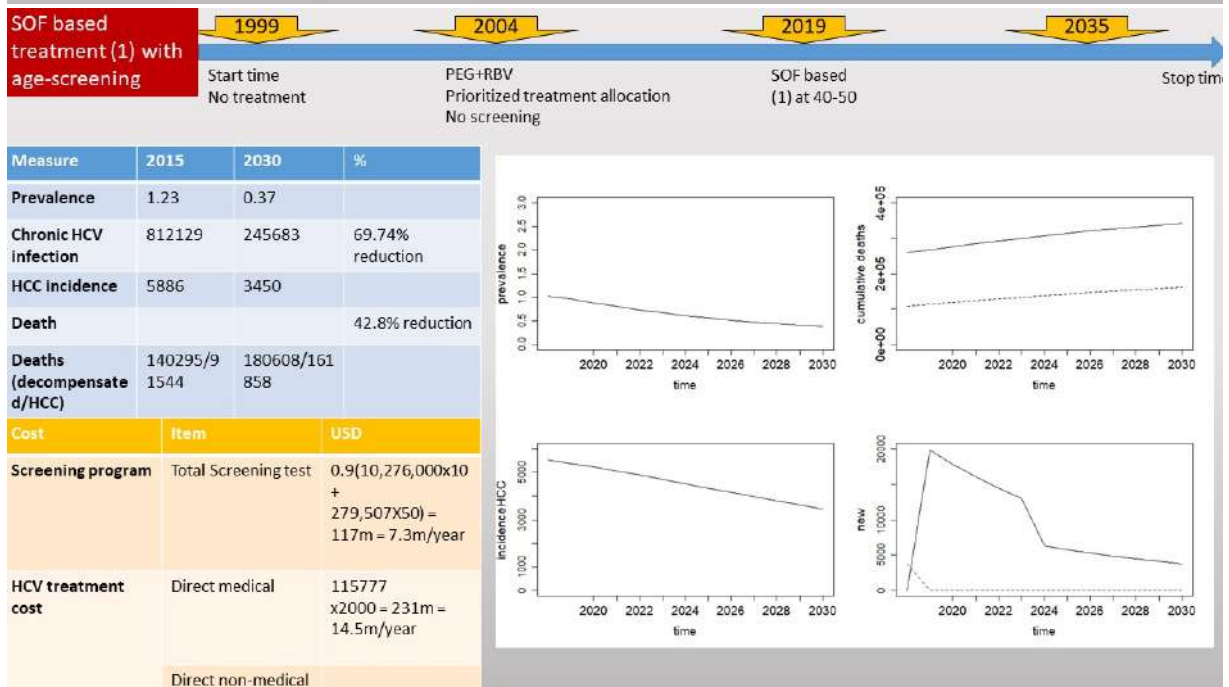 SOF based
treatment (1) with
age-screening
1999
2004
2019
2035
Start time
No treatment
PEG+RBV
Prioritized treatment allocation
No screening
SOF based
(1) at 40-50
Stop time
Measure 2015 2030 %
Prevalence 1.23 0.37
Chronic HCV 812129 245683 69.74%
infection reduction
HCC incidence 5886 3450
Death 42.8% reduction
Deaths 140295/9 180608/161
(decompensate 1544 858
d/HCC)
Cost Item USD
Screening program Total Screening test 0.9(10,276,000x10
+
279,507X50) =
117m = 7.3m/year
HCV treatment Direct medical 115777
cost x2000 = 231m =
14.5m/year
Direct non-medical
prevalence
0.0 0.5 1.0 1.5 2.0 2.5 3.0
2020 2022 2024 2026 2028 2030
time
cumulative deaths
0e+00 2e+05 4e+05
2020 2022 2024 2026 2028 2030
time
incidenceHCC
0 1000 3000 5000
2020 2022 2024 2026 2028 2030
time
new
0 5000 10000 20000
2020 2022 2024 2026 2028 2030
time